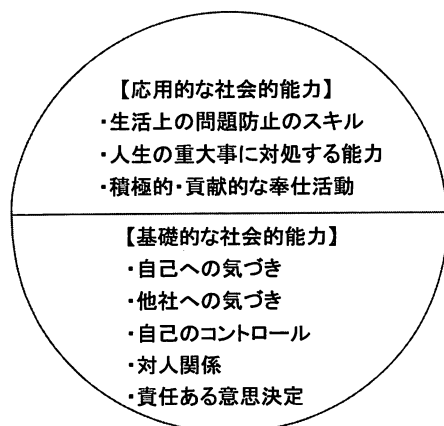 【応用的な社会的能力】
・生活上の問題防止のスキル
・人生の重大事に対処する能力
・積極的・貢献的な奉仕活動
【基礎的な社会的能力】
・自己への気づき
・他社への気づき
・自己のコントロール
・対人関係
・責任ある意思決定